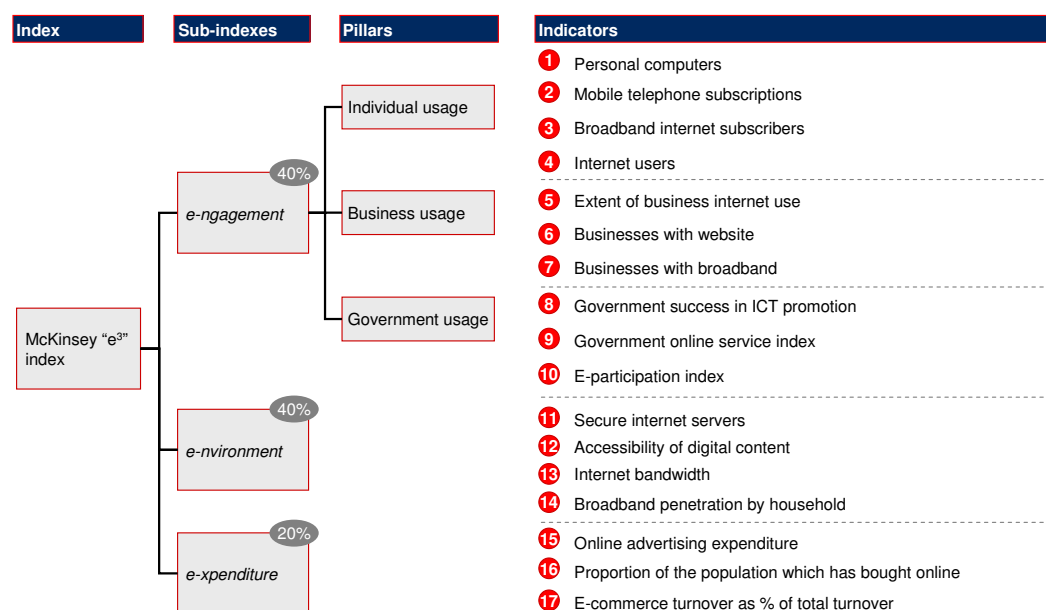 Index
Sub-indexes
Pillars
Indicators
McKinsey “e³”
index
40%
e-ngagement
40%
e-nvironment
20%
e-xpenditure
Individual usage
Business usage
Government usage
1 Personal computers
2 Mobile telephone subscriptions
3 Broadband internet subscribers
4 Internet users
5 Extent of business internet use
6 Businesses with website
7 Businesses with broadband
8 Government success in ICT promotion
9 Government online service index
10 E-participation index
11 Secure internet servers
12 Accessibility of digital content
13 Internet bandwidth
14 Broadband penetration by household
15 Online advertising expenditure
16 Proportion of the population which has bought online
17 E-commerce turnover as % of total turnover